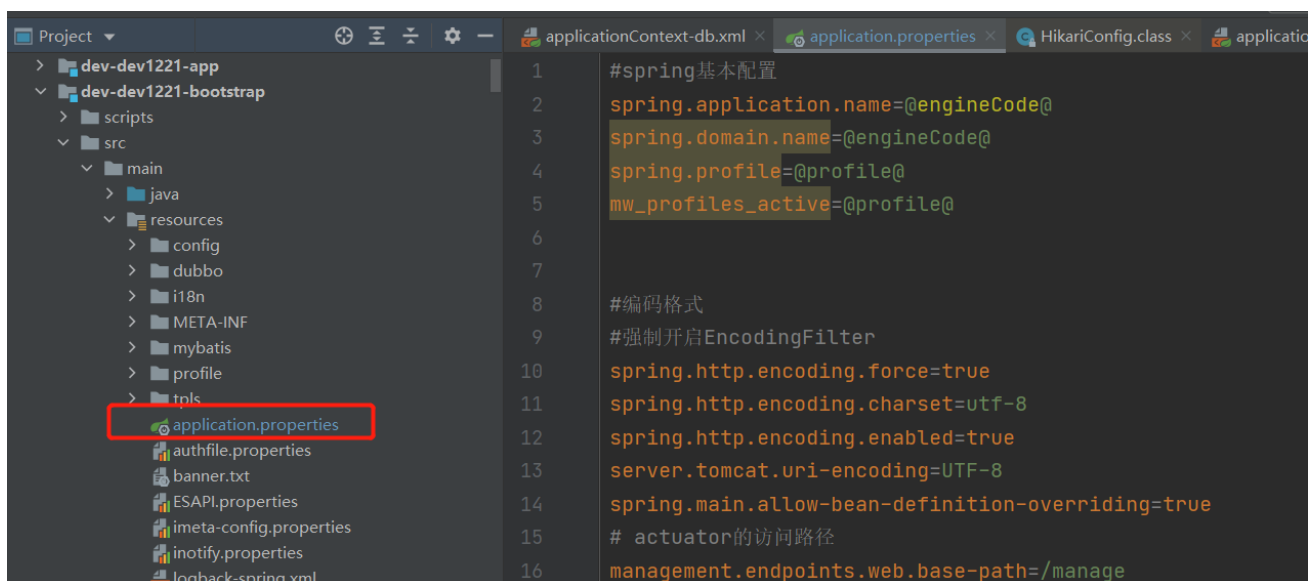 Project
dev-dev1221-app
dev-dev1221-bootstrap
scripts
src
main
java
resources
config
dubbo
i18n
META-INF
mybatis
profile
tpls
application.properties
authfile.properties
banner.txt
ESAPI.properties
imeta-config.properties
inotify.properties
logback-spring.xml
applicationContext-db.xml
application.properties
HikariConfig.class
applicatio
1 #spring基本配置
2 spring.application.name=@engineCode@
3 spring.domain.name=@engineCode@
4 spring.profile=@profile@
5 mw_profiles_active=@profile@
6
7
8 #编码格式
9 #强制开启EncodingFilter
10 spring.http.encoding.force=true
11 spring.http.encoding.charset=utf-8
12 spring.http.encoding.enabled=true
13 server.tomcat.uri-encoding=UTF-8
14 spring.main.allow-bean-definition-overriding=true
15 # actuator的访问路径
16 management.endpoints.web.base-path=/manage